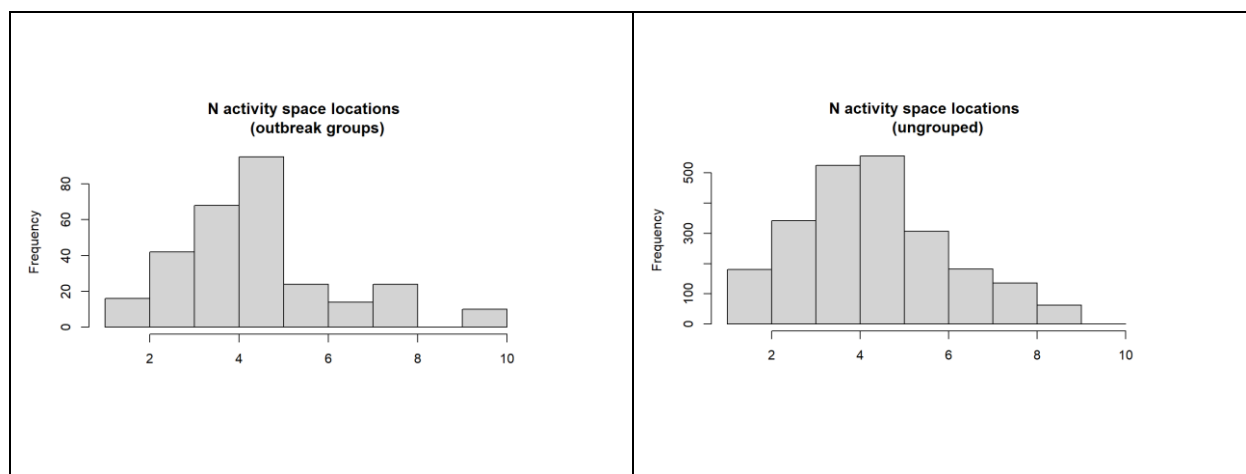 N activity space locations
(outbreak groups)
Frequency
80
60
40
20
0
2 4 6 8 10
N activity space locations
(ungrouped)
Frequency
500
300
100
0
2 4 6 8 10